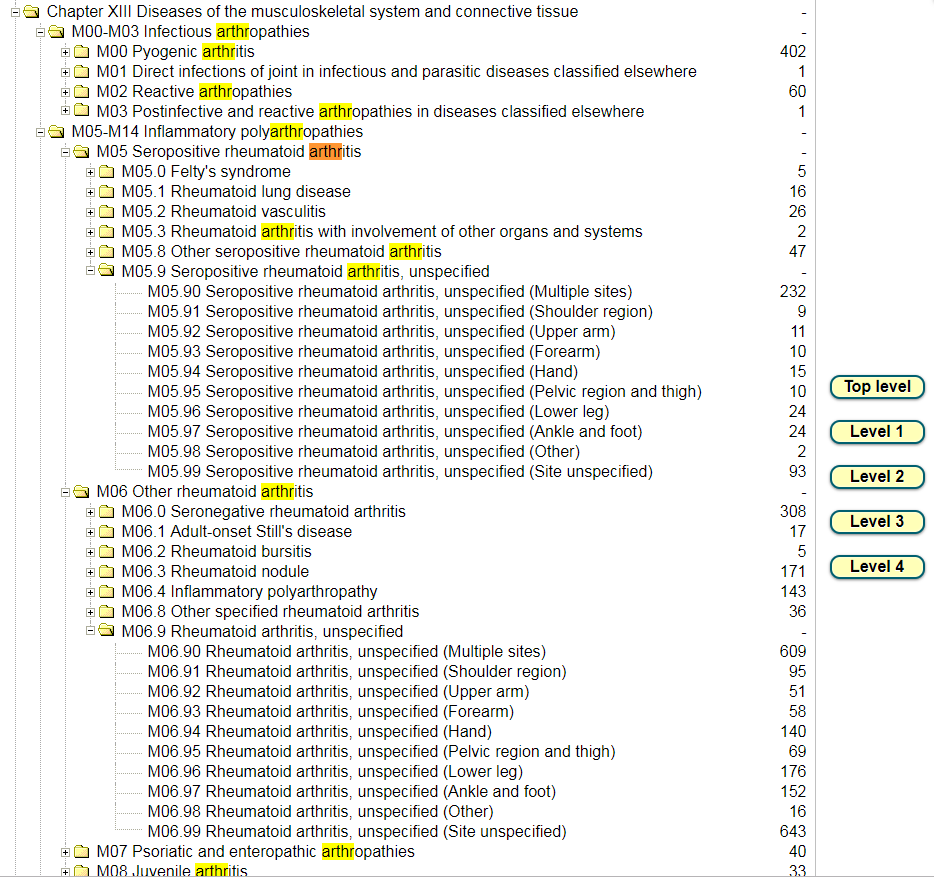 Chapter XIII Diseases of the musculoskeletal system and connective tissue -
M00-M03 Infectious arthropathies -
M00 Pyogenic arthritis 402
M01 Direct infections of joint in infectious and parasitic diseases classified elsewhere 1
M02 Reactive arthropathies 60
M03 Postinfective and reactive arthropathies in diseases classified elsewhere 1
M05-M14 Inflammatory polyarthropathies -
M05 Seropositive rheumatoid arthritis -
M05.0 Felty's syndrome 5
M05.1 Rheumatoid lung disease 16
M05.2 Rheumatoid vasculitis 26
M05.3 Rheumatoid arthritis with involvement of other organs and systems 2
M05.8 Other seropositive rheumatoid arthritis 47
M05.9 Seropositive rheumatoid arthritis, unspecified -
M05.90 Seropositive rheumatoid arthritis, unspecified (Multiple sites) 232
M05.91 Seropositive rheumatoid arthritis, unspecified (Shoulder region) 9
M05.92 Seropositive rheumatoid arthritis, unspecified (Upper arm) 11
M05.93 Seropositive rheumatoid arthritis, unspecified (Forearm) 10
M05.94 Seropositive rheumatoid arthritis, unspecified (Hand) 15
M05.95 Seropositive rheumatoid arthritis, unspecified (Pelvic region and thigh) 10
M05.96 Seropositive rheumatoid arthritis, unspecified (Lower leg) 24
M05.97 Seropositive rheumatoid arthritis, unspecified (Ankle and foot) 24
M05.98 Seropositive rheumatoid arthritis, unspecified (Other) 2
M05.99 Seropositive rheumatoid arthritis, unspecified (Site unspecified) 93
M06 Other rheumatoid arthritis -
M06.0 Seronegative rheumatoid arthritis 308
M06.1 Adult-onset Still's disease 17
M06.2 Rheumatoid bursitis 5
M06.3 Rheumatoid nodule 171
M06.4 Inflammatory polyarthropathy 143
M06.8 Other specified rheumatoid arthritis 36
M06.9 Rheumatoid arthritis, unspecified -
M06.90 Rheumatoid arthritis, unspecified (Multiple sites) 609
M06.91 Rheumatoid arthritis, unspecified (Shoulder region) 95
M06.92 Rheumatoid arthritis, unspecified (Upper arm) 51
M06.93 Rheumatoid arthritis, unspecified (Forearm) 58
M06.94 Rheumatoid arthritis, unspecified (Hand) 140
M06.95 Rheumatoid arthritis, unspecified (Pelvic region and thigh) 69
M06.96 Rheumatoid arthritis, unspecified (Lower leg) 176
M06.97 Rheumatoid arthritis, unspecified (Ankle and foot) 152
M06.98 Rheumatoid arthritis, unspecified (Other) 16
M06.99 Rheumatoid arthritis, unspecified (Site unspecified) 643
M07 Psoriatic and enteropathic arthropathies 40
M08 Juvenile arthritis 33
Top level
Level 1
Level 2
Level 3
Level 4